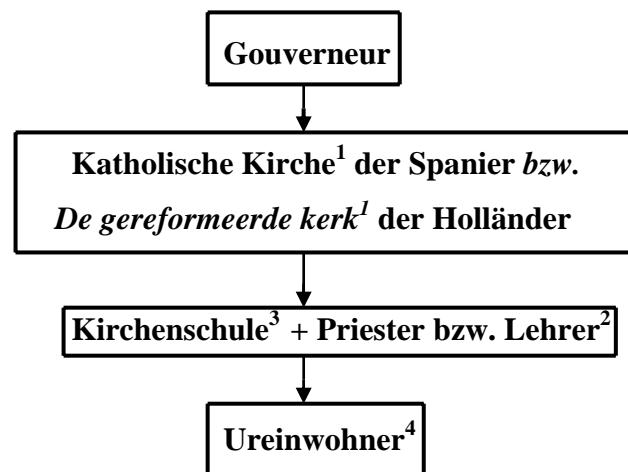 Gouverneur
Katholische Kirche¹ der Spanier bzw.
De gereformeerde kerk¹ der Holländer
Kirchenschule³ + Priester bzw. Lehrer²
Ureinwohner⁴